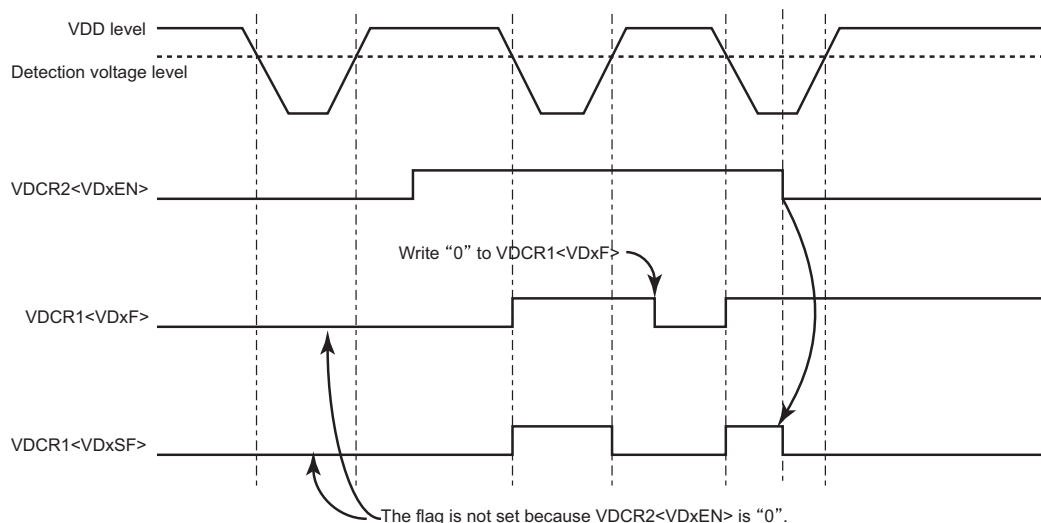 VDD level
Detection voltage level
VDCR2<VDxEN>
Write “0” to VDCR1<VDxF>
VDCR1<VDxF>
VDCR1<VDxSF>
The flag is not set because VDCR2<VDxEN> is “0”.